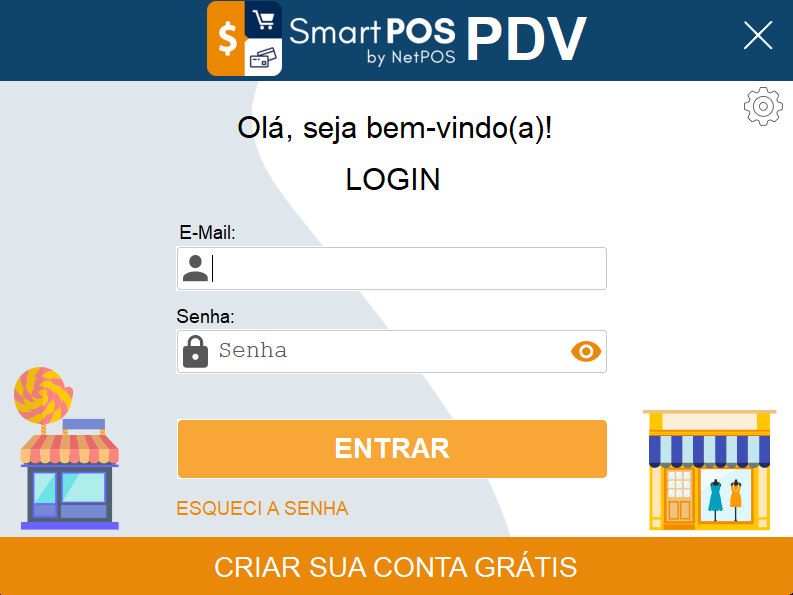 $
SmartPOS PDV
by NetPOS
Olá, seja bem-vindo(a)!
LOGIN
E-Mail:
Senha:
Senha
ENTRAR
ESQUECI A SENHA
CRIAR SUA CONTA GRÁTIS